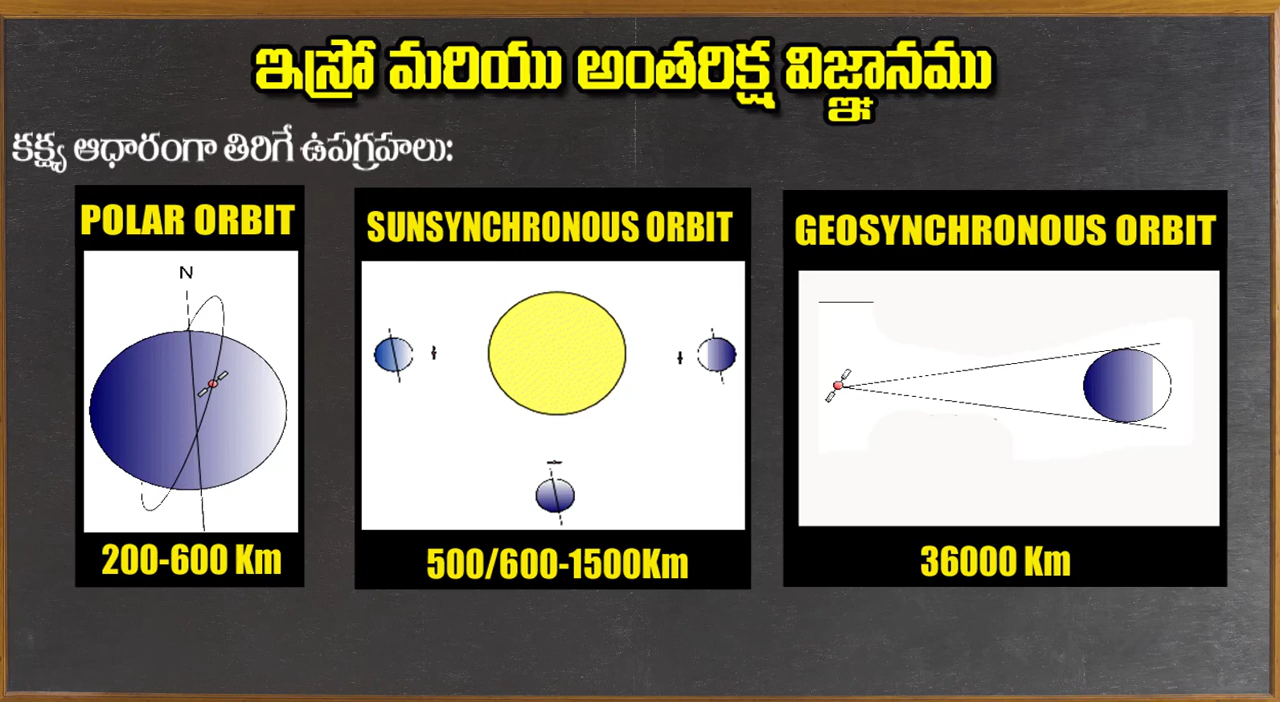 ఇస్రో మరియు అంతరిక్ష విజ్ఞానము
కక్ష్య ఆధారంగా తిరిగే ఉపగ్రహలు:
POLAR ORBIT
N
200-600 Km
SUNSYNCHRONOUS ORBIT
500/600-1500Km
GEOSYNCHRONOUS ORBIT
36000 Km